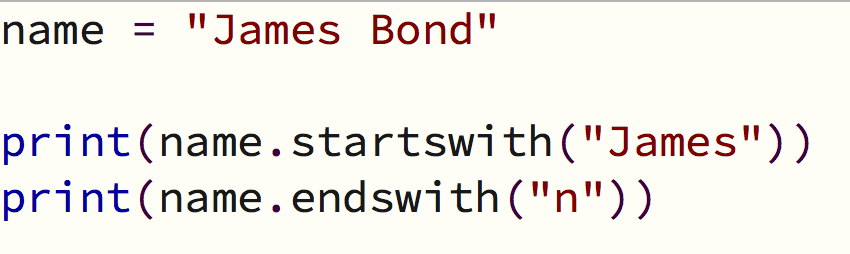 name = "James Bond"
print(name.startswith("James"))
print(name.endswith("n"))